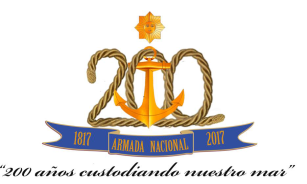 200
1817 ARMADA NACIONAL 2017
“200 años custodiando nuestro mar”